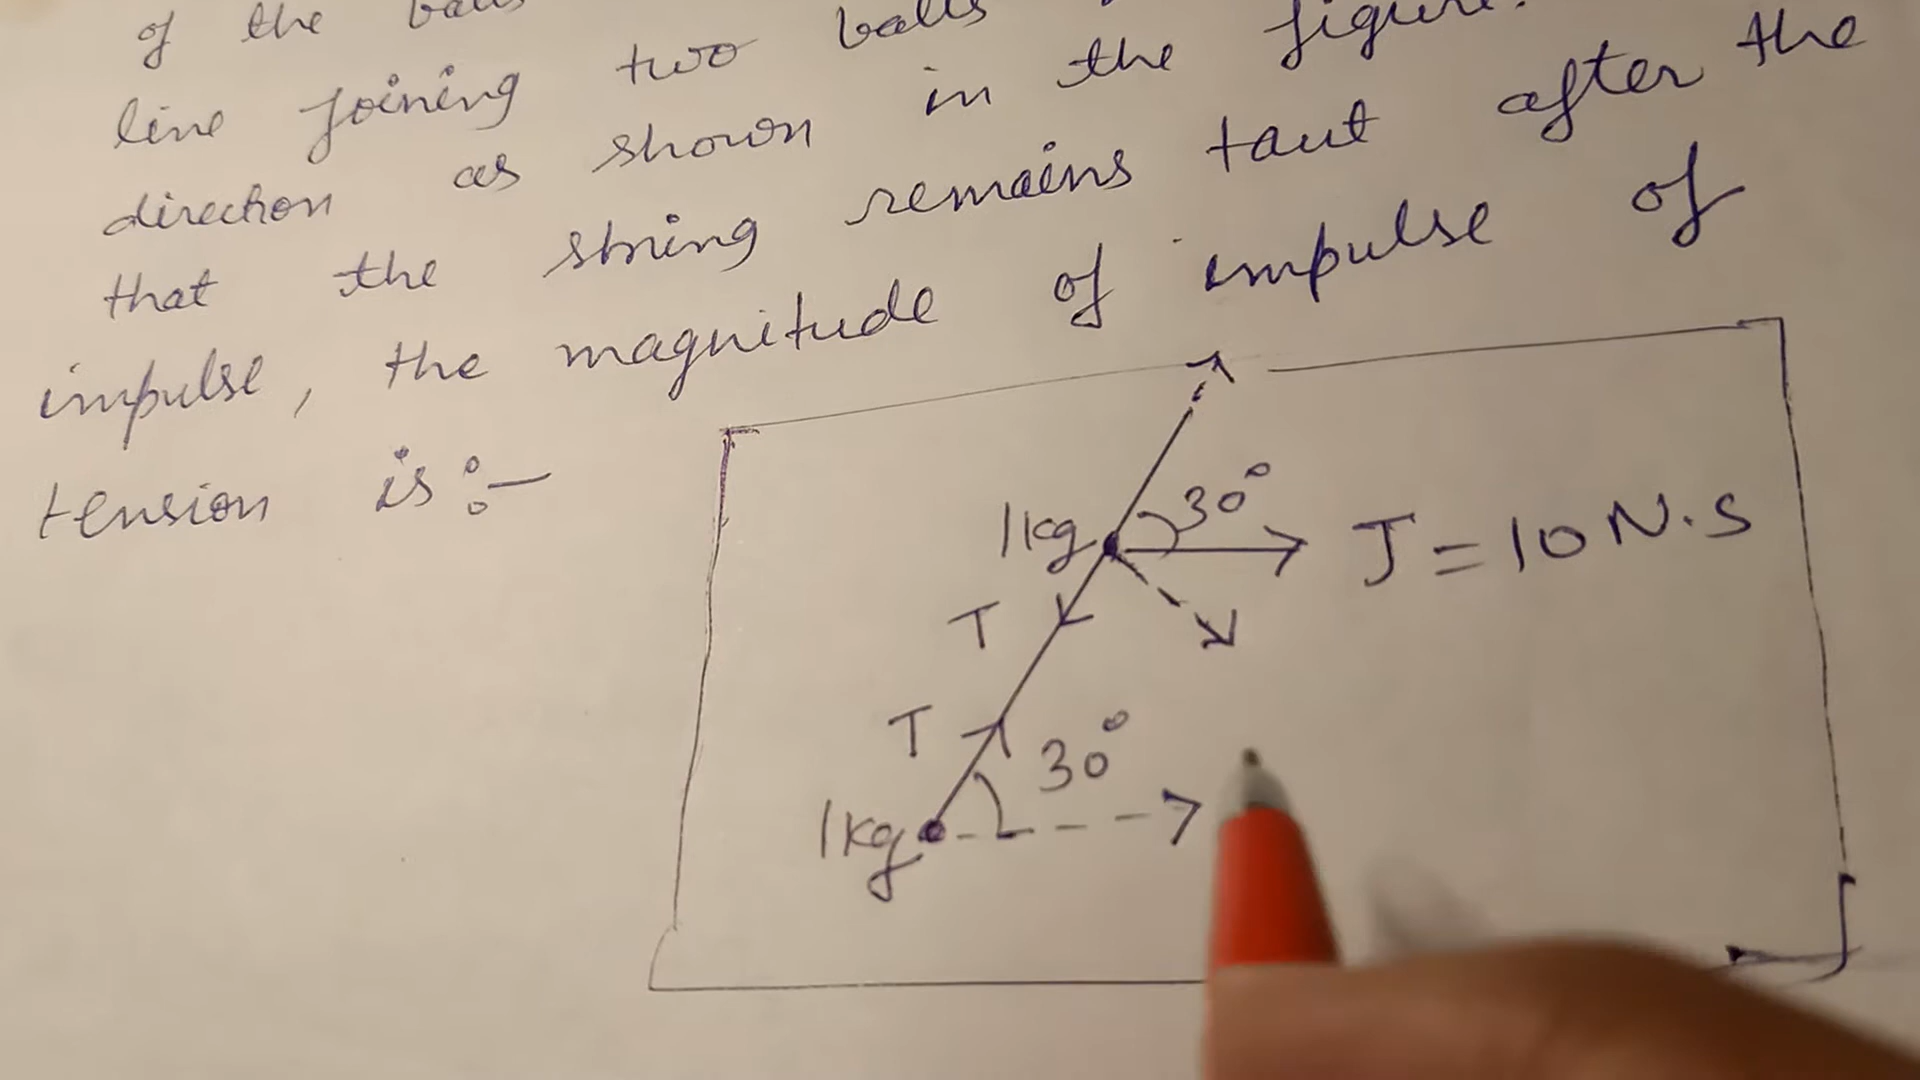 of the balls
line joining two balls
direction as shown in the figure.
that the string remains taut after the
impulse, the magnitude of impulse of
tension is :-
1kg 30° J = 10 N.S
T
T 30°
1kg